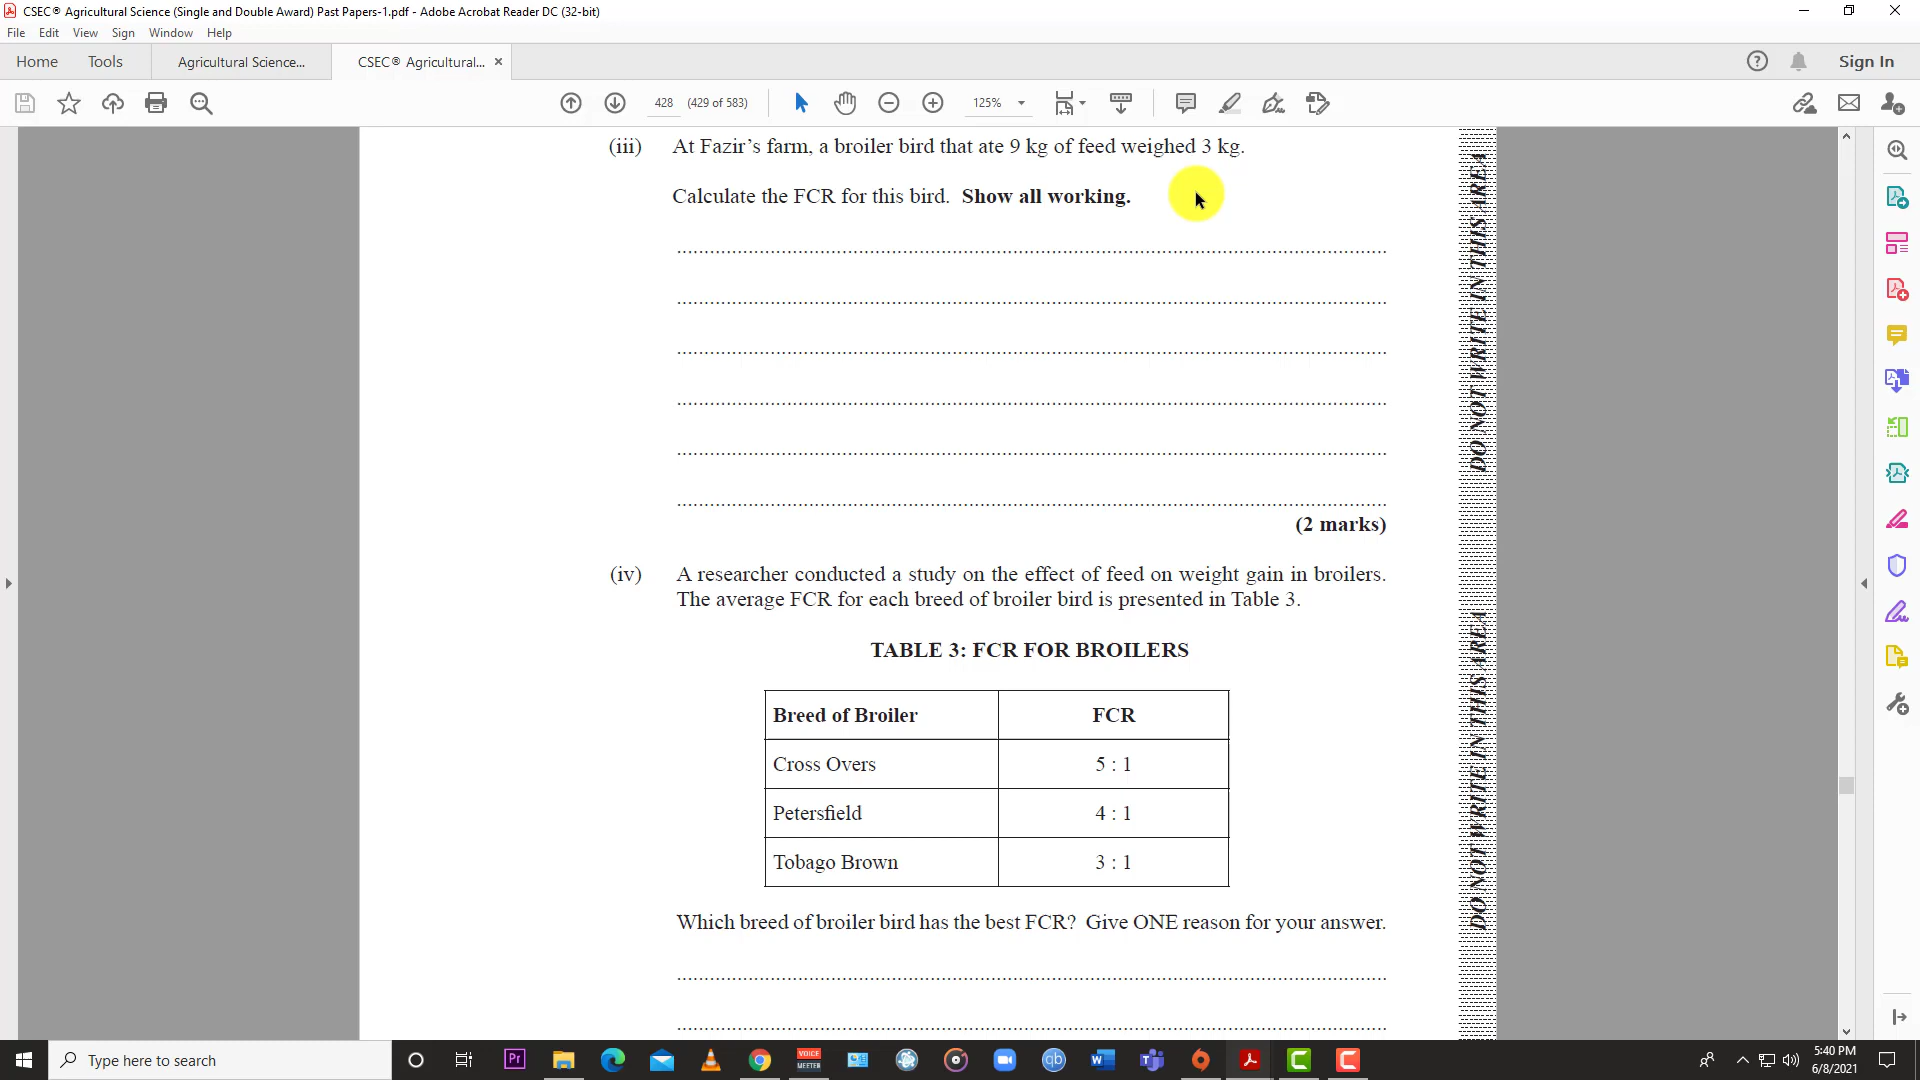 CSEC® Agricultural Science (Single and Double Award) Past Papers-1.pdf - Adobe Acrobat Reader DC (32-bit)
File Edit View Sign Window Help
Home Tools Agricultural Science... CSEC® Agricultural... × Sign In
428 (429 of 583) 125%
(iii) At Fazir’s farm, a broiler bird that ate 9 kg of feed weighed 3 kg.
Calculate the FCR for this bird. Show all working.
(2 marks)
(iv) A researcher conducted a study on the effect of feed on weight gain in broilers.
The average FCR for each breed of broiler bird is presented in Table 3.
TABLE 3: FCR FOR BROILERS
Breed of Broiler FCR
Cross Overs 5 : 1
Petersfield 4 : 1
Tobago Brown 3 : 1
Which breed of broiler bird has the best FCR? Give ONE reason for your answer.
DO NOT WRITE IN THIS AREA
DO NOT WRITE IN THIS AREA
Type here to search
Pr
VOICE
MEETER
qb
W
T
C
C
5:40 PM
6/8/2021